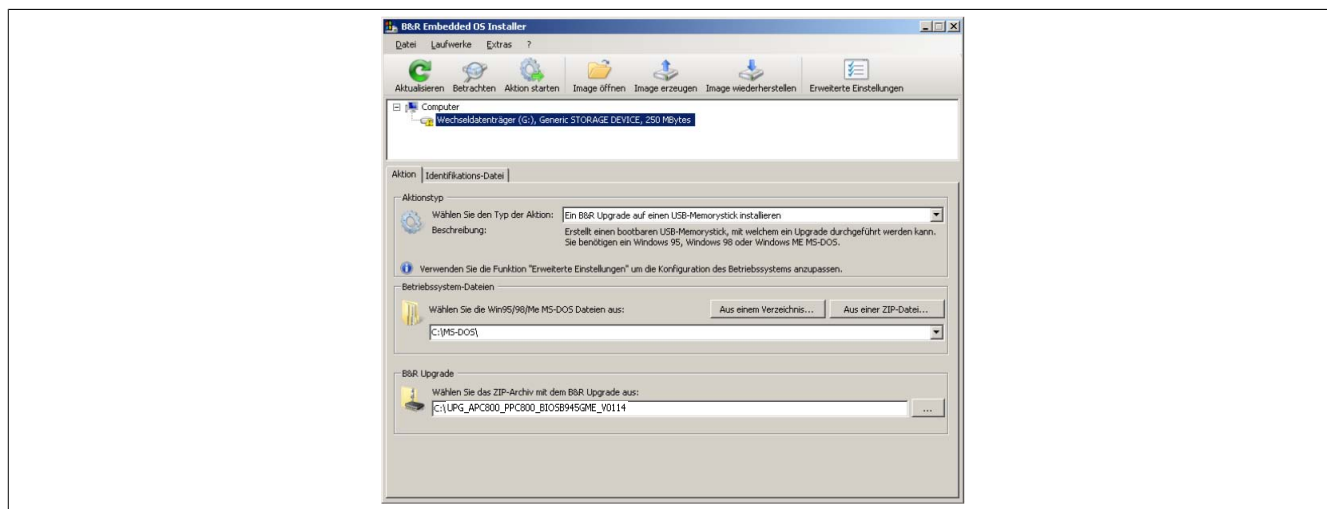 B&R Embedded OS Installer
Datei Laufwerke Extras ?
Aktualisieren Betrachten Aktion starten Image öffnen Image erzeugen Image wiederherstellen Erweiterte Einstellungen
Computer
Wechseldatenträger (G:), Generic STORAGE DEVICE, 250 MBytes
Aktion Identifikations-Datei
Aktionstyp
Wählen Sie den Typ der Aktion: Ein B&R Upgrade auf einen USB-Memorystick installieren
Beschreibung: Erstellt einen bootbaren USB-Memorystick, mit welchem ein Upgrade durchgeführt werden kann.
Sie benötigen ein Windows 95, Windows 98 oder Windows ME MS-DOS.
Verwenden Sie die Funktion "Erweiterte Einstellungen" um die Konfiguration des Betriebssystems anzupassen.
Betriebssystem-Dateien
Wählen Sie die Win95/98/Me MS-DOS Dateien aus: Aus einem Verzeichnis... Aus einer ZIP-Datei...
C:\MS-DOS\
B&R Upgrade
Wählen Sie das ZIP-Archiv mit dem B&R Upgrade aus:
C:\UPG_APC800_PPC800_BIOSB945GME_V0114 ...